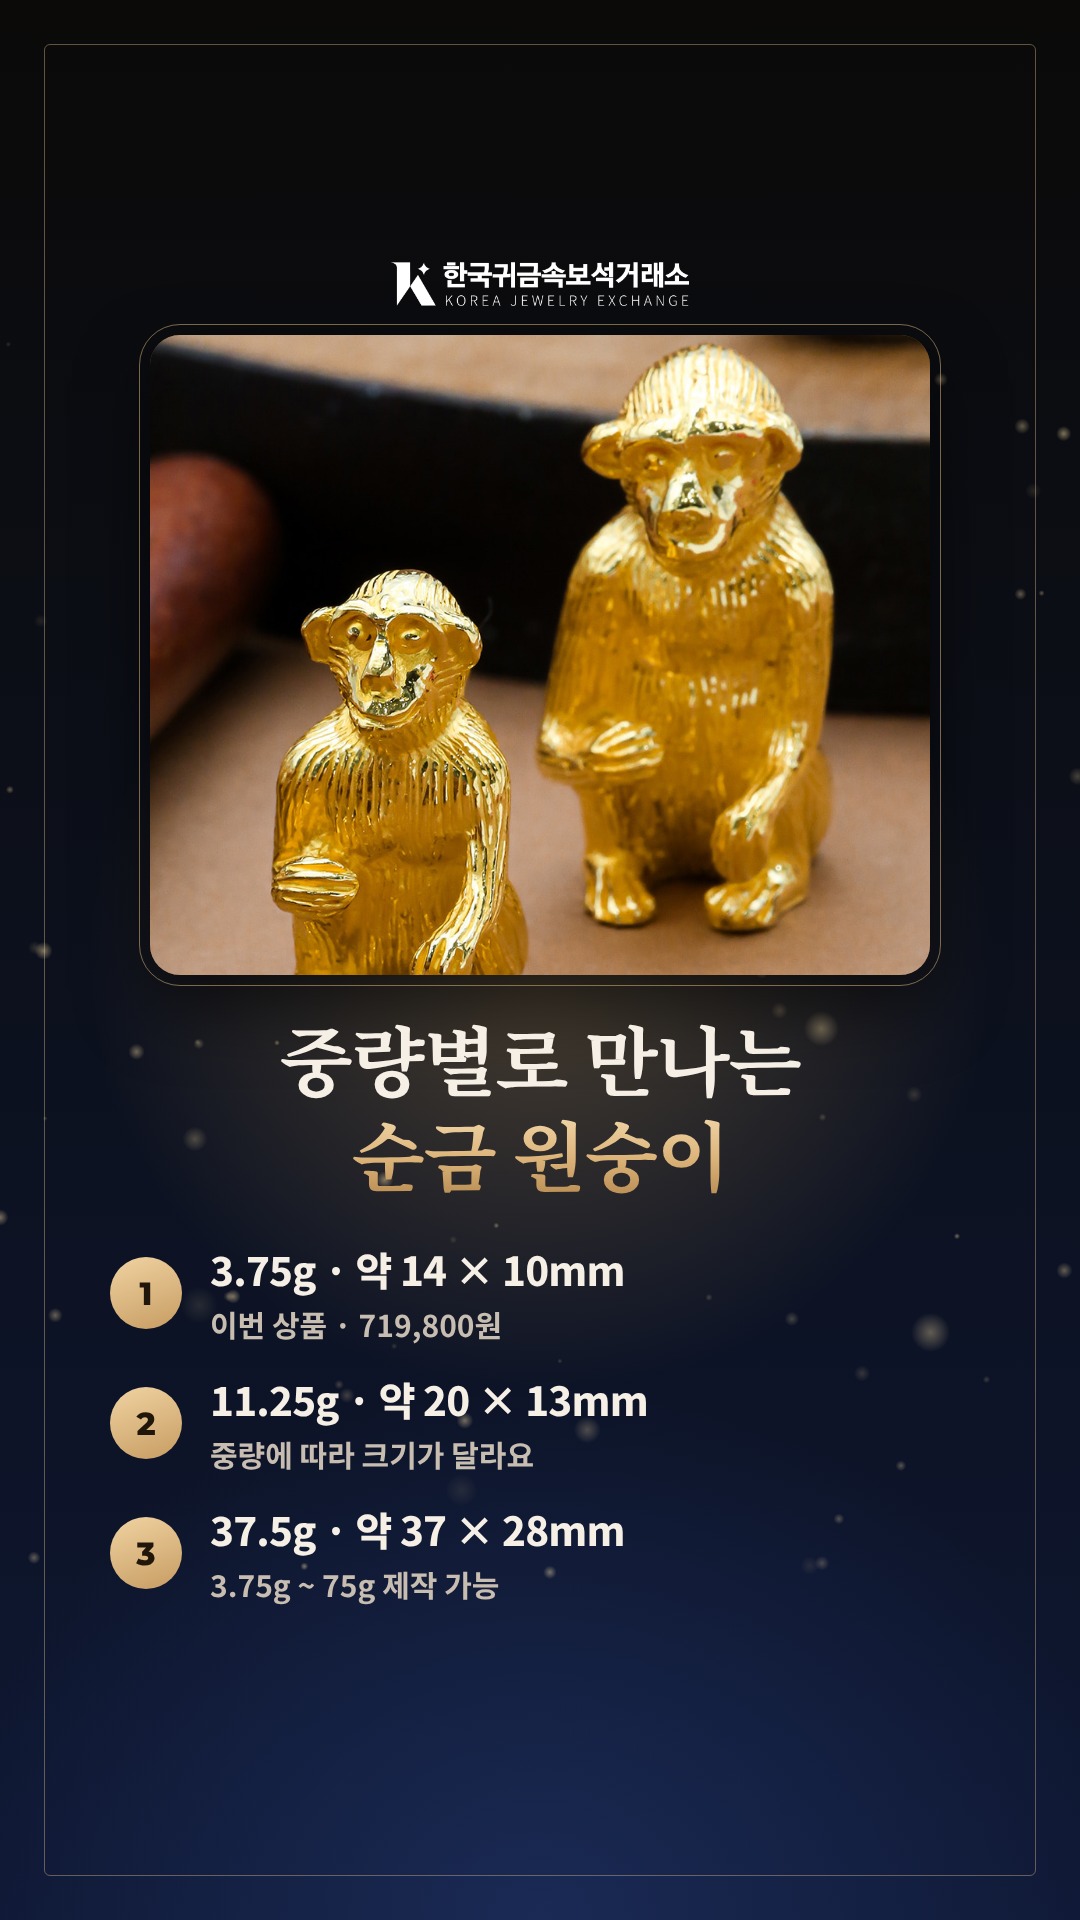 한국귀금속보석거래소
KOREA JEWELRY EXCHANGE
중량별로 만나는
순금 원숭이
1
3.75g · 약 14 × 10mm
이번 상품 · 719,800원
2
11.25g · 약 20 × 13mm
중량에 따라 크기가 달라요
3
37.5g · 약 37 × 28mm
3.75g ~ 75g 제작 가능